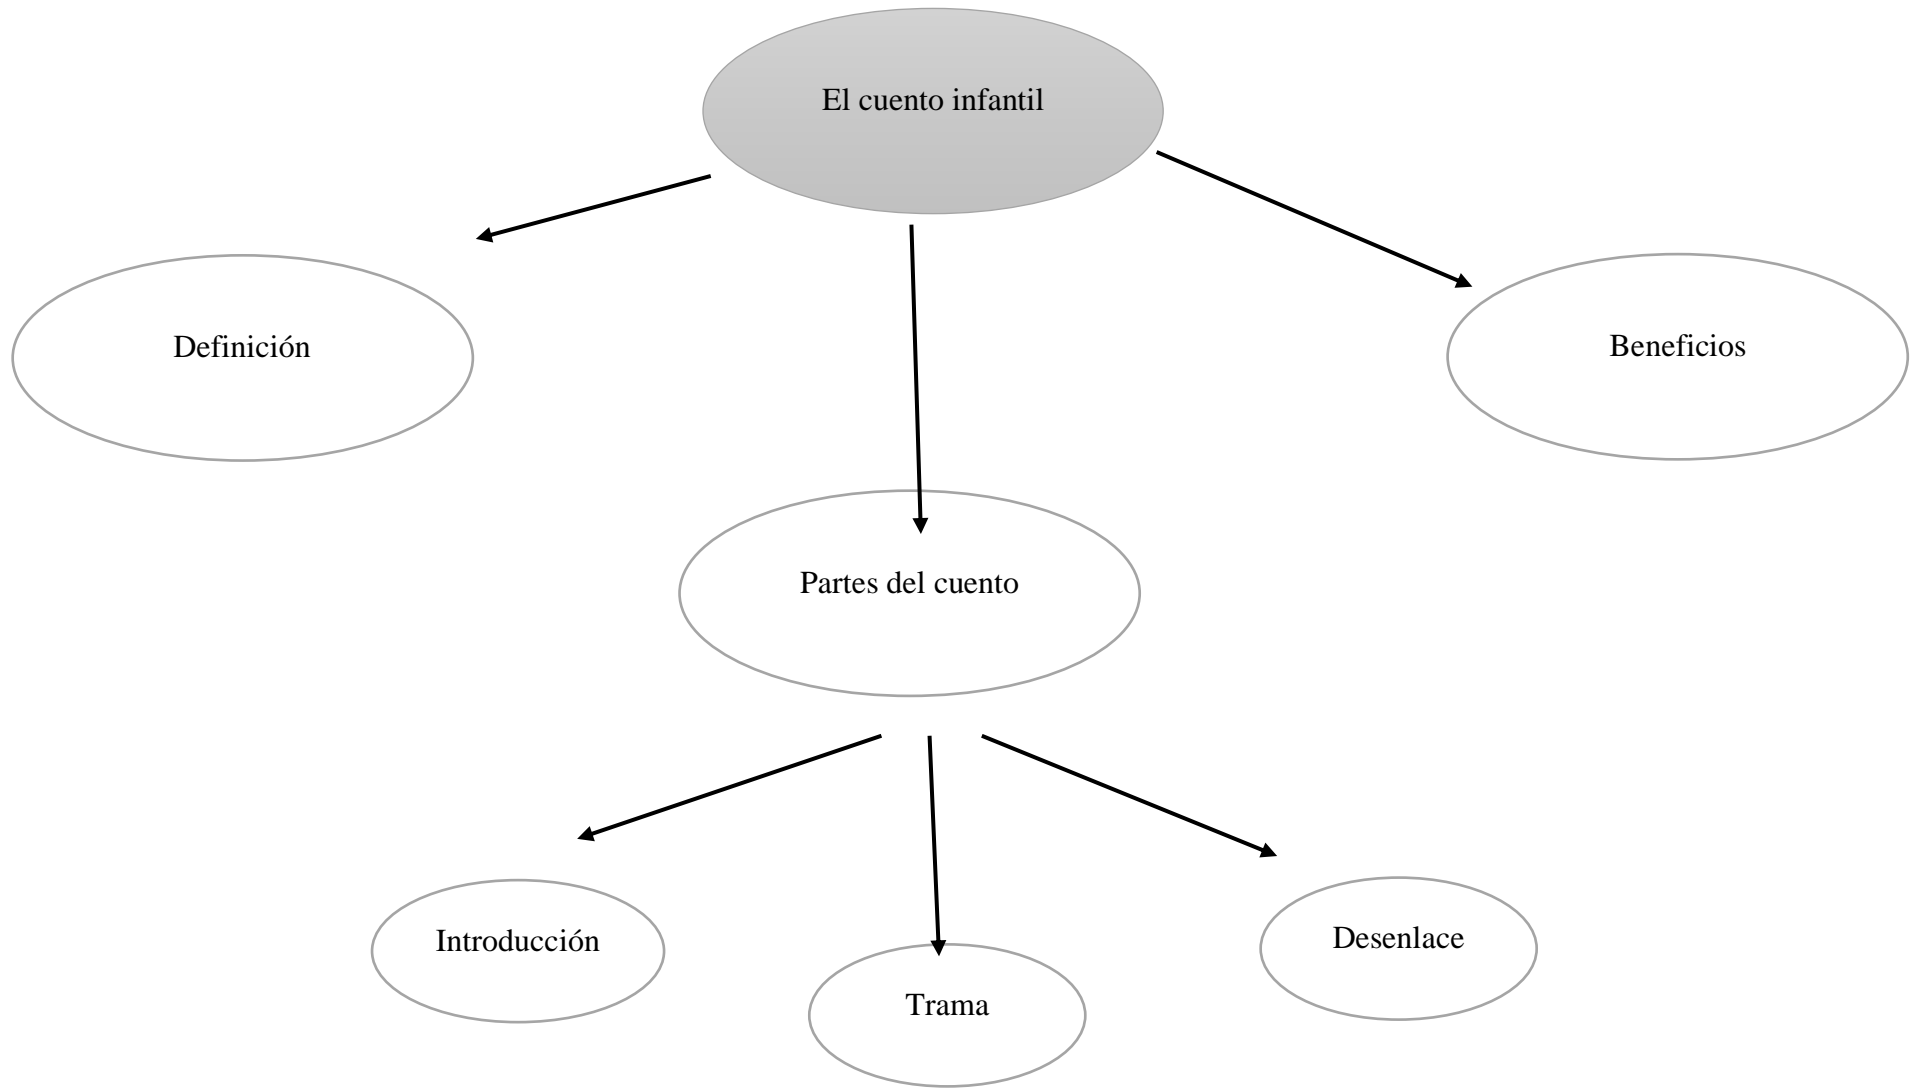 El cuento infantil
Definición
Beneficios
Partes del cuento
Introducción
Trama
Desenlace